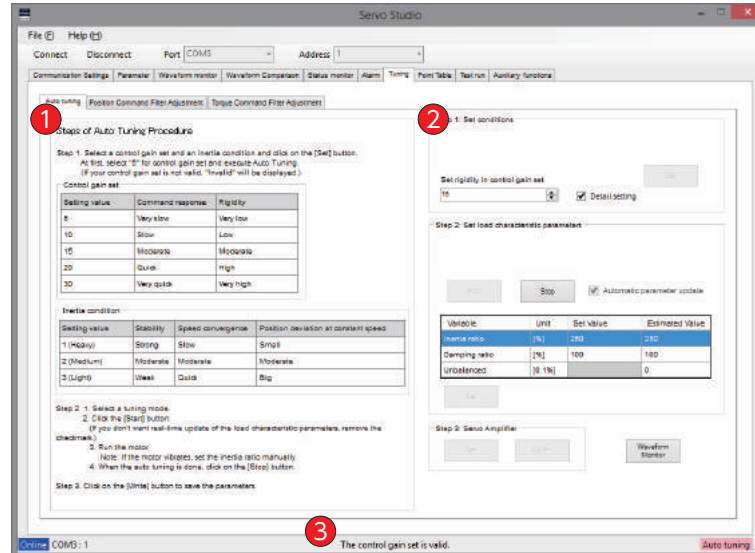 Servo Studio
File (F) Help (H)
Connect Disconnect Port COM3 Address 1
Communication Settings Parameter Waveform monitor Waveform Comparison Status monitor Alarm Tuning Point Table Test run Auxiliary functions
Auto tuning Position Command Filter Adjustment Torque Command Filter Adjustment
1
Steps of Auto Tuning Procedure
Step 1. Select a control gain set and an inertia condition and click on the [Set] button.
At first, select "5" for control gain set and execute Auto Tuning.
(If your control gain set is not valid, "Invalid" will be displayed.)
Control gain set
Setting value Command response Rigidity
5 Very slow Very low
10 Slow Low
15 Moderate Moderate
20 Quick High
30 Very quick Very High
Inertia condition
Setting value Stability Speed convergence Position deviation at constant speed
1 (Heavy) Strong Slow Small
2 (Medium) Moderate Moderate Moderate
3 (Light) Weak Quick Big
Step 2 1. Select a tuning mode.
2. Click the [Start] button.
(If you don't want real-time update of the load characteristic parameters, remove the
checkmark.)
3. Run the motor.
Note: If the motor vibrates, set the inertia ratio manually.
4. When the auto tuning is done, click on the [Stop] button.
Step 3. Click on the [Write] button to save the parameters.
2
1: Set conditions
Set rigidity in control gain set
15 Detail setting
Step 2: Set load characteristic parameters
Stop Automatic parameter update
Variable Unit Set Value Estimated Value
Inertia ratio [%] 250 250
Damping ratio [%] 100 100
Unbalanced [0.1%] 0
Step 3: Servo Amplifier
Waveform
Monitor
3
Online COM3 : 1 The control gain set is valid. Auto tuning